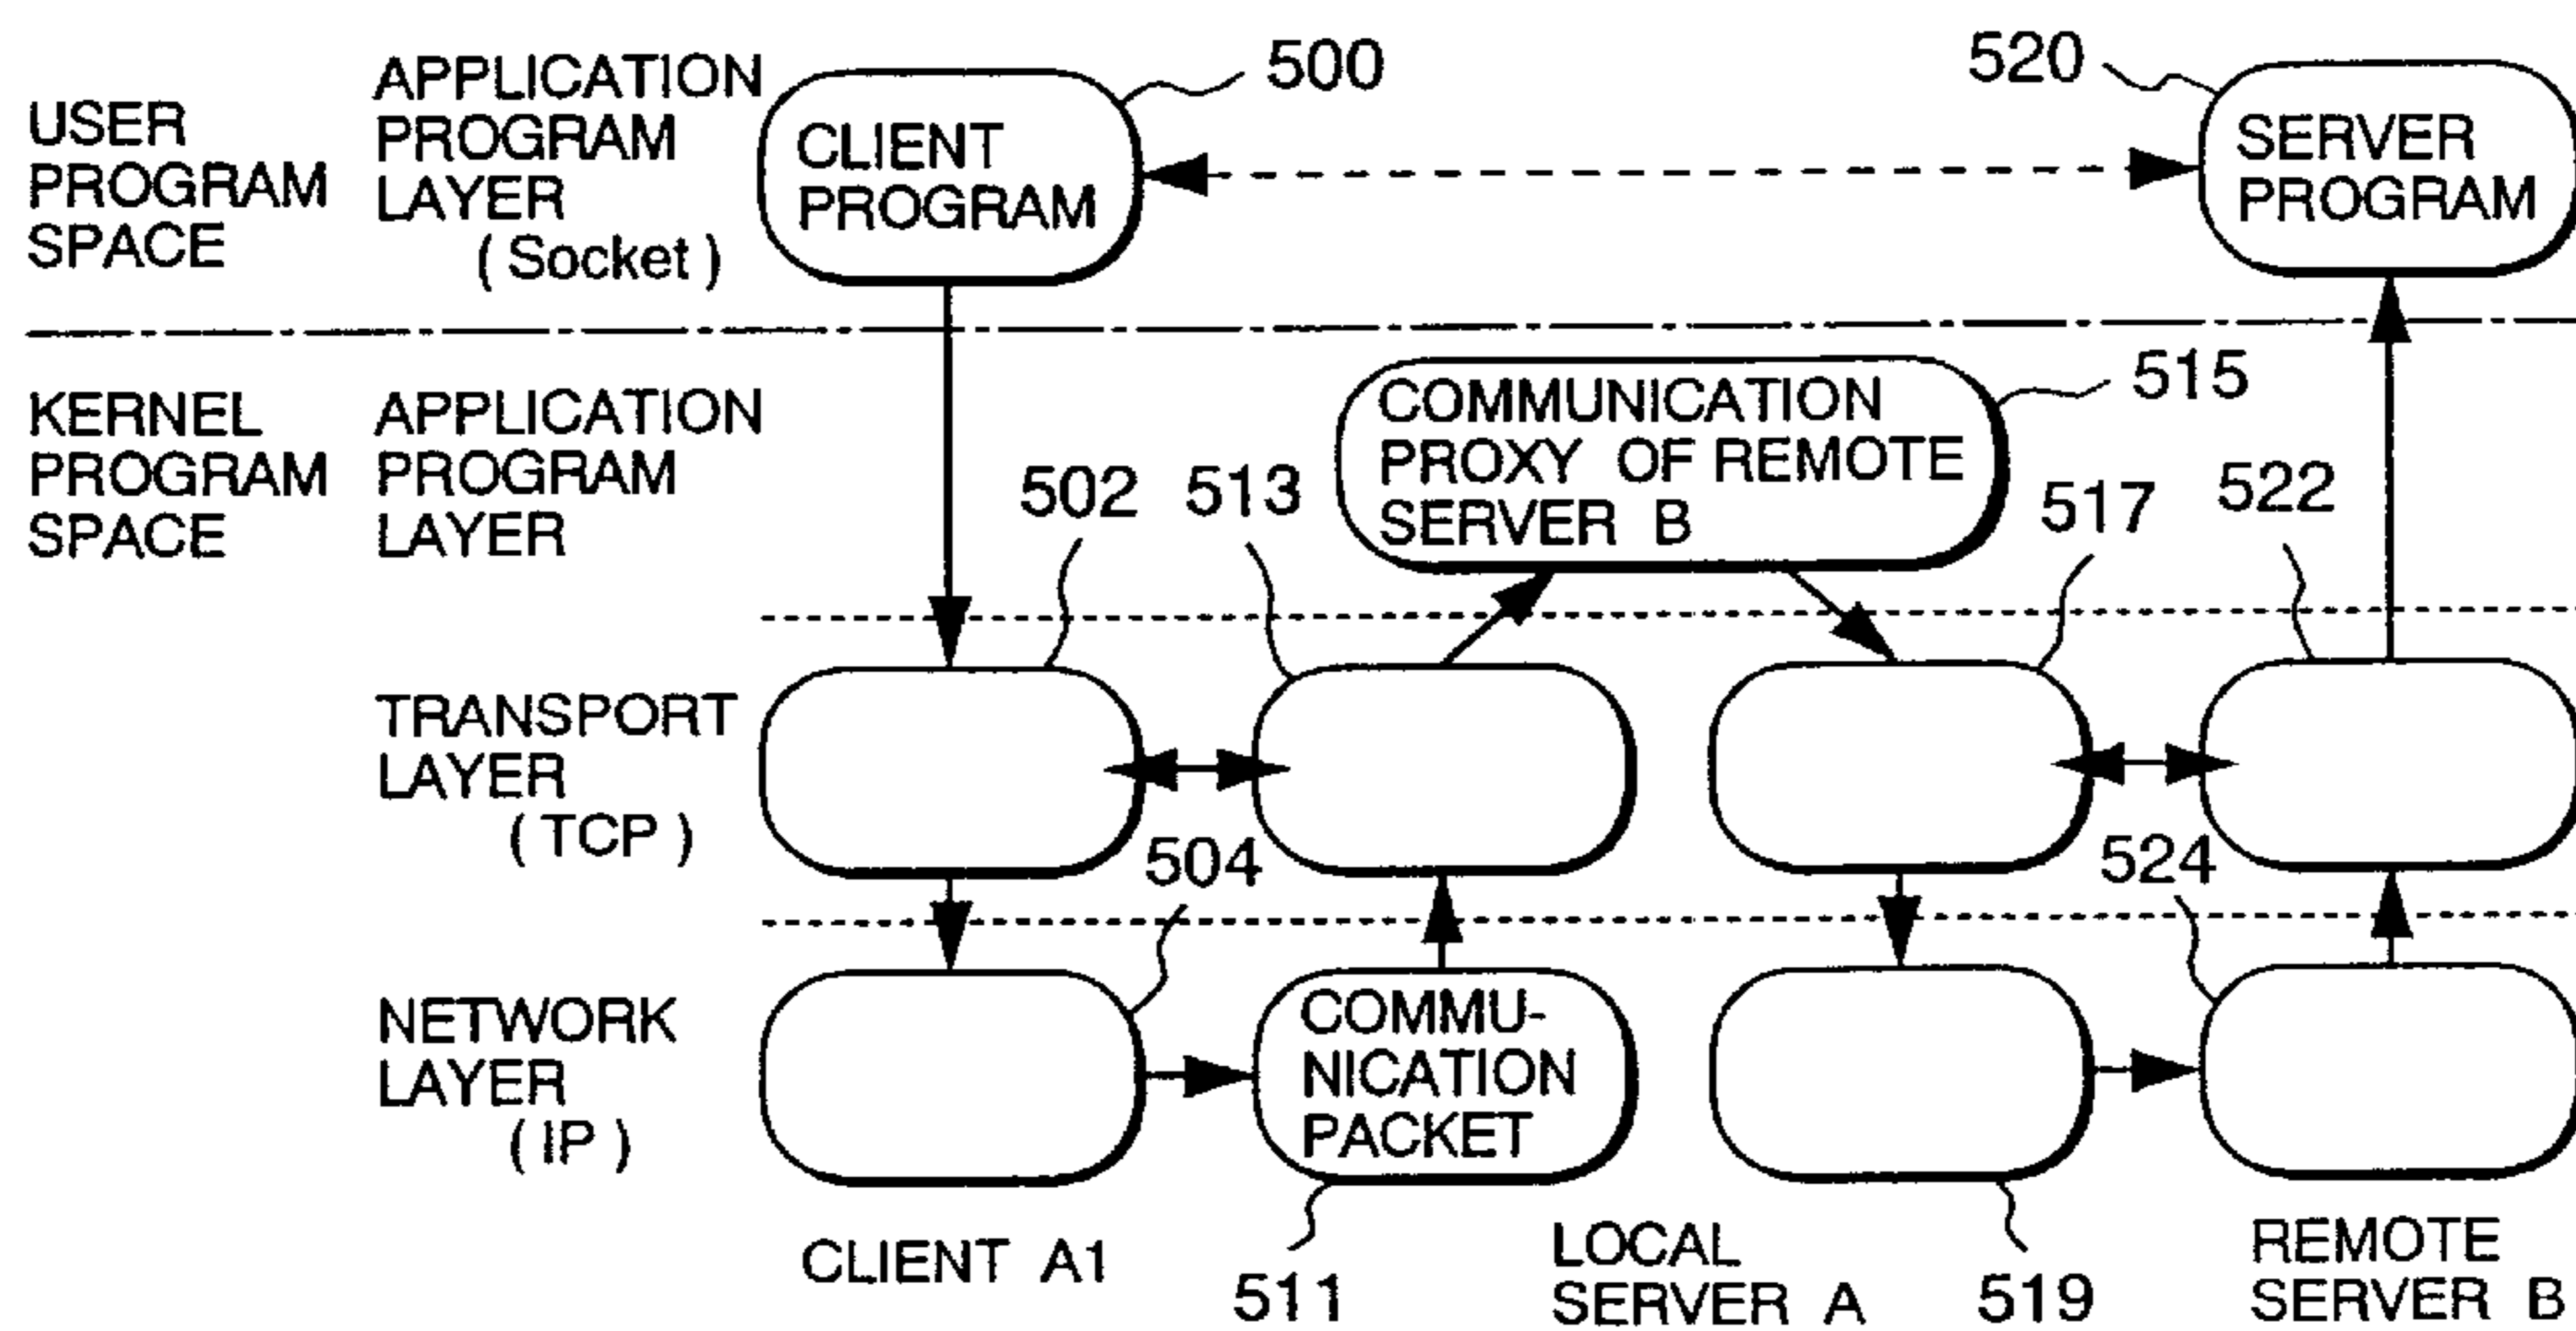 USER
PROGRAM
SPACE
APPLICATION
PROGRAM
LAYER
( Socket )
CLIENT
PROGRAM
500
520
SERVER
PROGRAM
KERNEL
PROGRAM
SPACE
APPLICATION
PROGRAM
LAYER
COMMUNICATION
PROXY OF REMOTE
SERVER B
515
502
513
517
522
TRANSPORT
LAYER
( TCP )
504
524
NETWORK
LAYER
( IP )
COMMU-
NICATION
PACKET
CLIENT A1
511
LOCAL
SERVER A
519
REMOTE
SERVER B